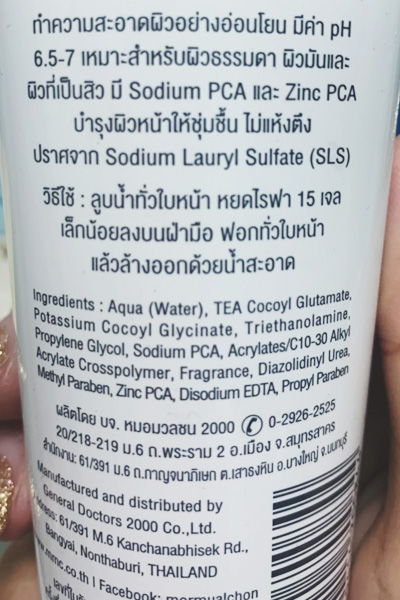 ทำความสะอาดผิวอย่างอ่อนโยน มีค่า pH
6.5-7 เหมาะสำหรับผิวธรรมดา ผิวมันและ
ผิวที่เป็นสิว มี Sodium PCA และ Zinc PCA
บำรุงผิวหน้าให้ชุ่มชื้น ไม่แห้งตึง
ปราศจาก Sodium Lauryl Sulfate (SLS)
วิธีใช้ : ลูบน้ำทั่วใบหน้า หยดไรฟา 15 เจล
เล็กน้อยลงบนฝ่ามือ ฟอกทั่วใบหน้า
แล้วล้างออกด้วยน้ำสะอาด
Ingredients : Aqua (Water), TEA Cocoyl Glutamate,
Potassium Cocoyl Glycinate, Triethanolamine,
Propylene Glycol, Sodium PCA, Acrylates/C10-30 Alkyl
Acrylate Crosspolymer, Fragrance, Diazolidinyl Urea,
Methyl Paraben, Zinc PCA, Disodium EDTA, Propyl Paraben
ผลิตโดย บจ. หมอมวลชน 2000 0-2926-2525
20/218-219 ม.6 ถ.พระราม 2 อ.เมือง จ.สมุทรสาคร
สำนักงาน: 61/391 ม.6 ถ.กาญจนาภิเษก ต.เสาธงหิน อ.บางใหญ่ จ.นนทบุรี
Manufactured and distributed by
General Doctors 2000 Co.,Ltd.
61/391 M.6 Kanchanabhisek Rd.,
Bangyai, Nonthaburi, THAILAND
.co.th | Facebook: mormualchon